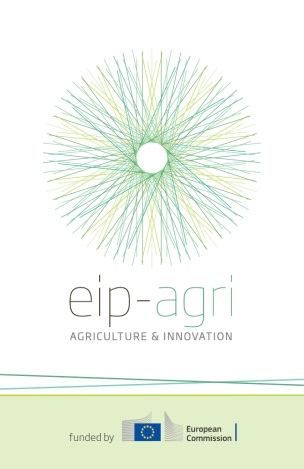 eip-agri
AGRICULTURE & INNOVATION
funded by
European
Commission